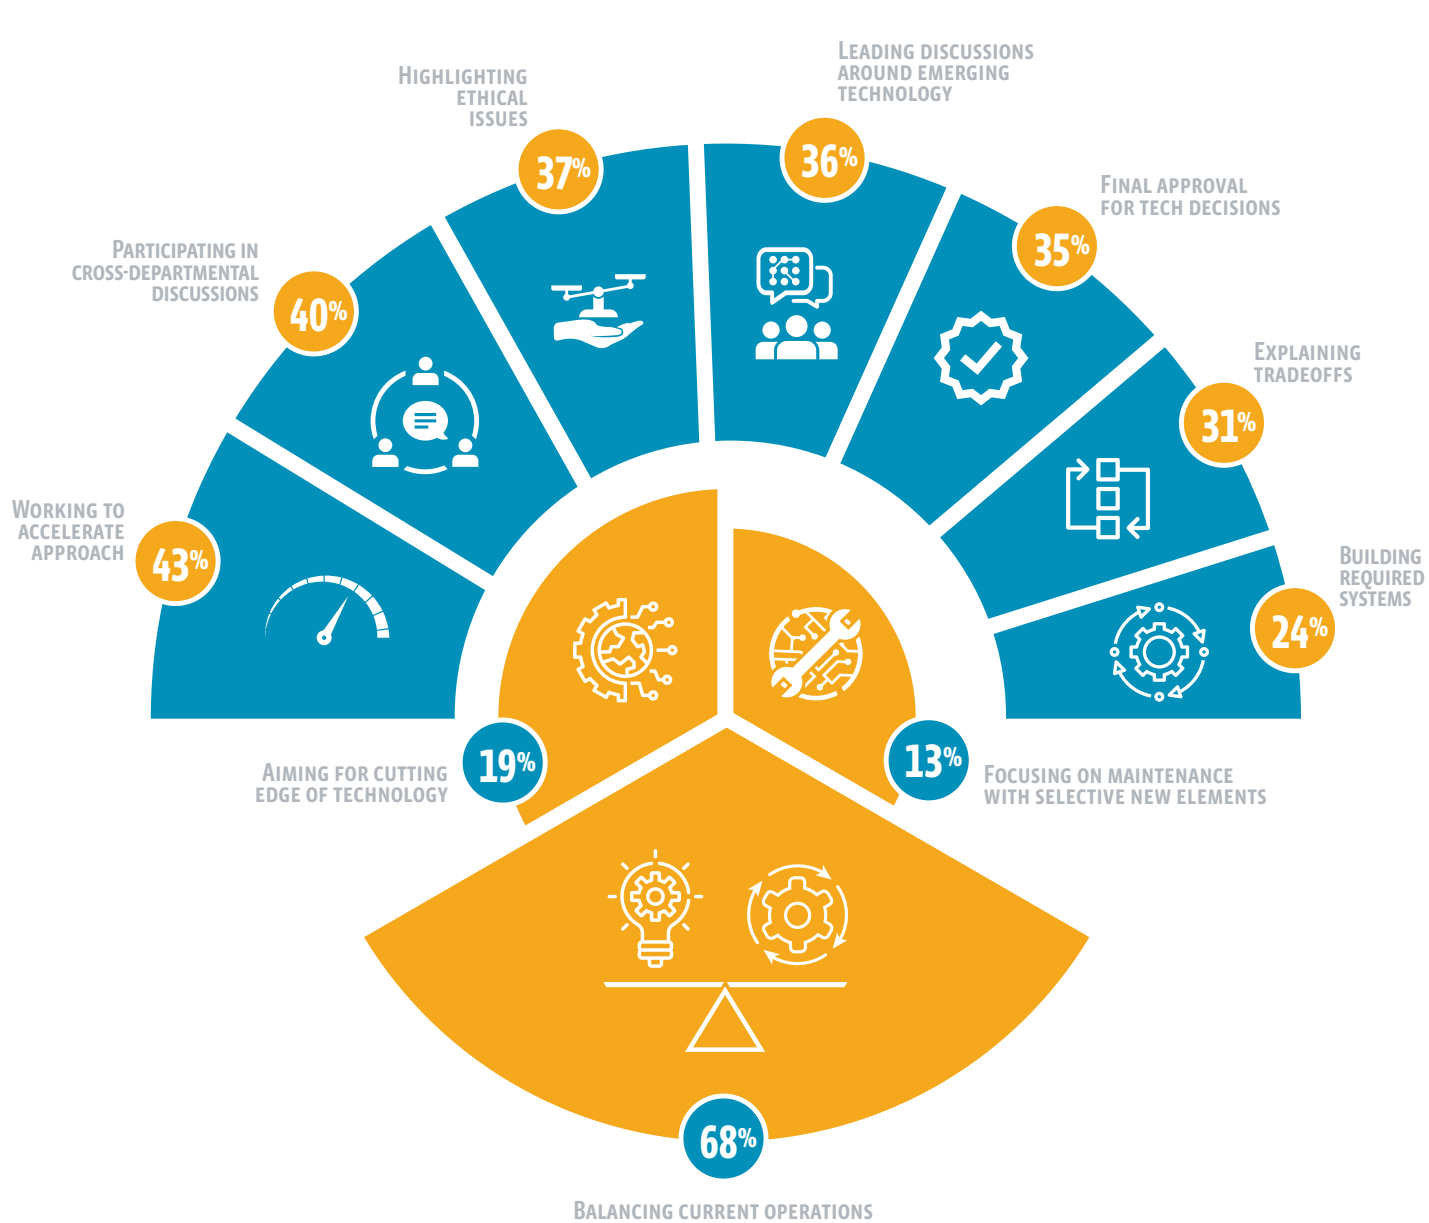 LEADING DISCUSSIONS
AROUND EMERGING
TECHNOLOGY
36%
HIGHLIGHTING
ETHICAL
ISSUES
37%
FINAL APPROVAL
FOR TECH DECISIONS
35%
PARTICIPATING IN
CROSS-DEPARTMENTAL
DISCUSSIONS
40%
EXPLAINING
TRADEOFFS
31%
WORKING TO
ACCELERATE
APPROACH
43%
BUILDING
REQUIRED
SYSTEMS
24%
AIMING FOR CUTTING
EDGE OF TECHNOLOGY
19%
13%
FOCUSING ON MAINTENANCE
WITH SELECTIVE NEW ELEMENTS
68%
BALANCING CURRENT OPERATIONS